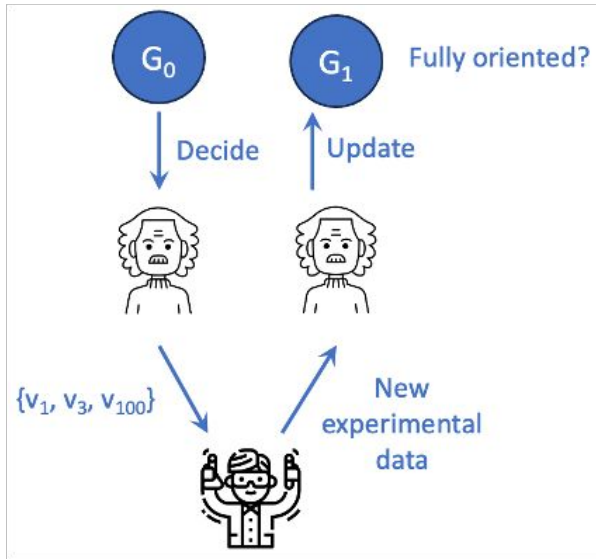 G₀
G₁
Fully oriented?
Decide
Update
{v₁, v₃, v₁₀₀}
New
experimental
data